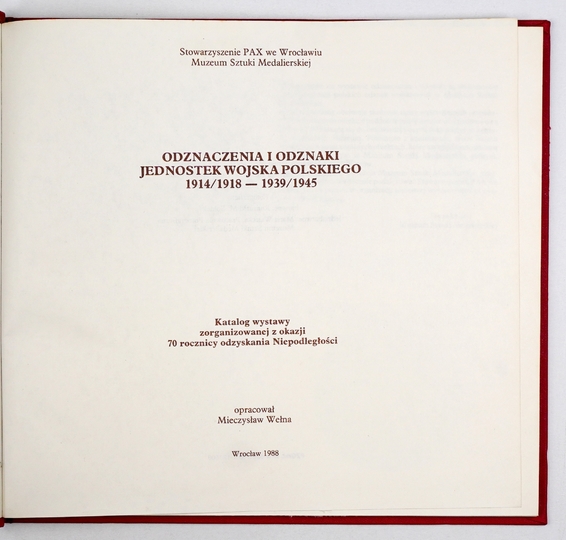 Stowarzyszenie PAX we Wrocławiu
Muzeum Sztuki Medalierskiej
ODZNACZENIA I ODZNAKI
JEDNOSTEK WOJSKA POLSKIEGO
1914/1918 — 1939/1945
Katalog wystawy
zorganizowanej z okazji
70 rocznicy odzyskania Niepodległości
opracował
Mieczysław Wełna
Wrocław 1988